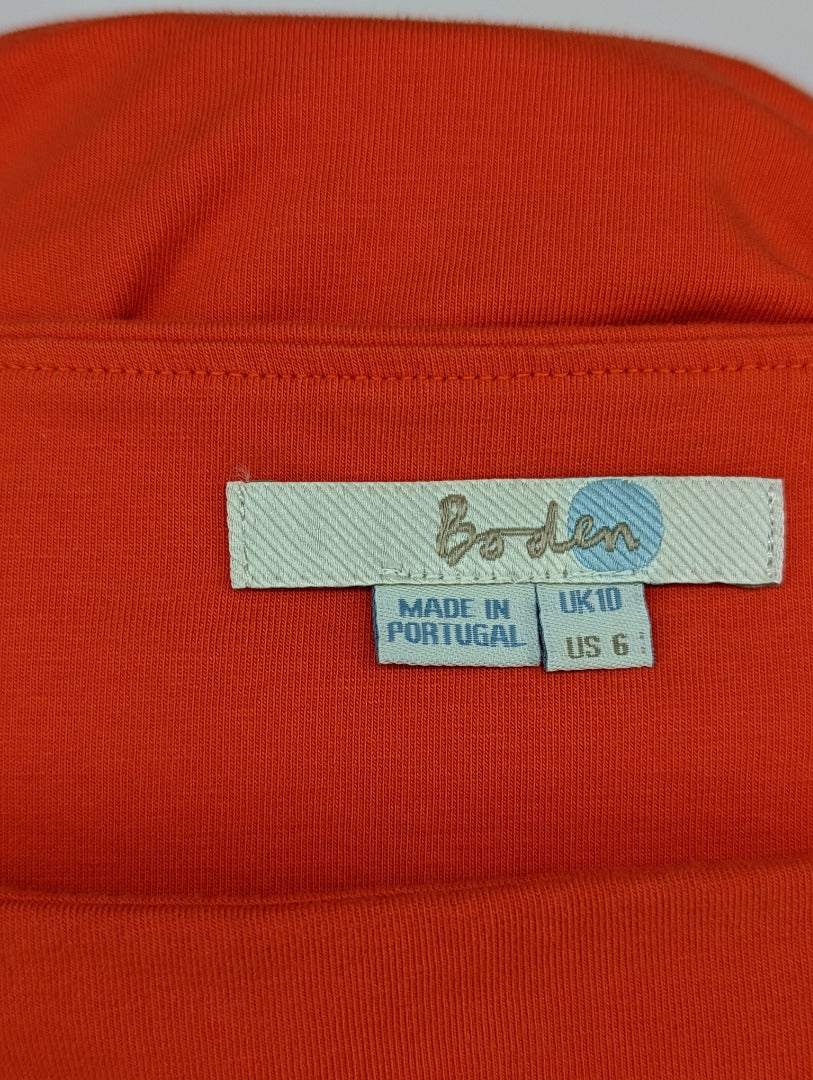 Boden
MADE IN
PORTUGAL
UK10
US 6